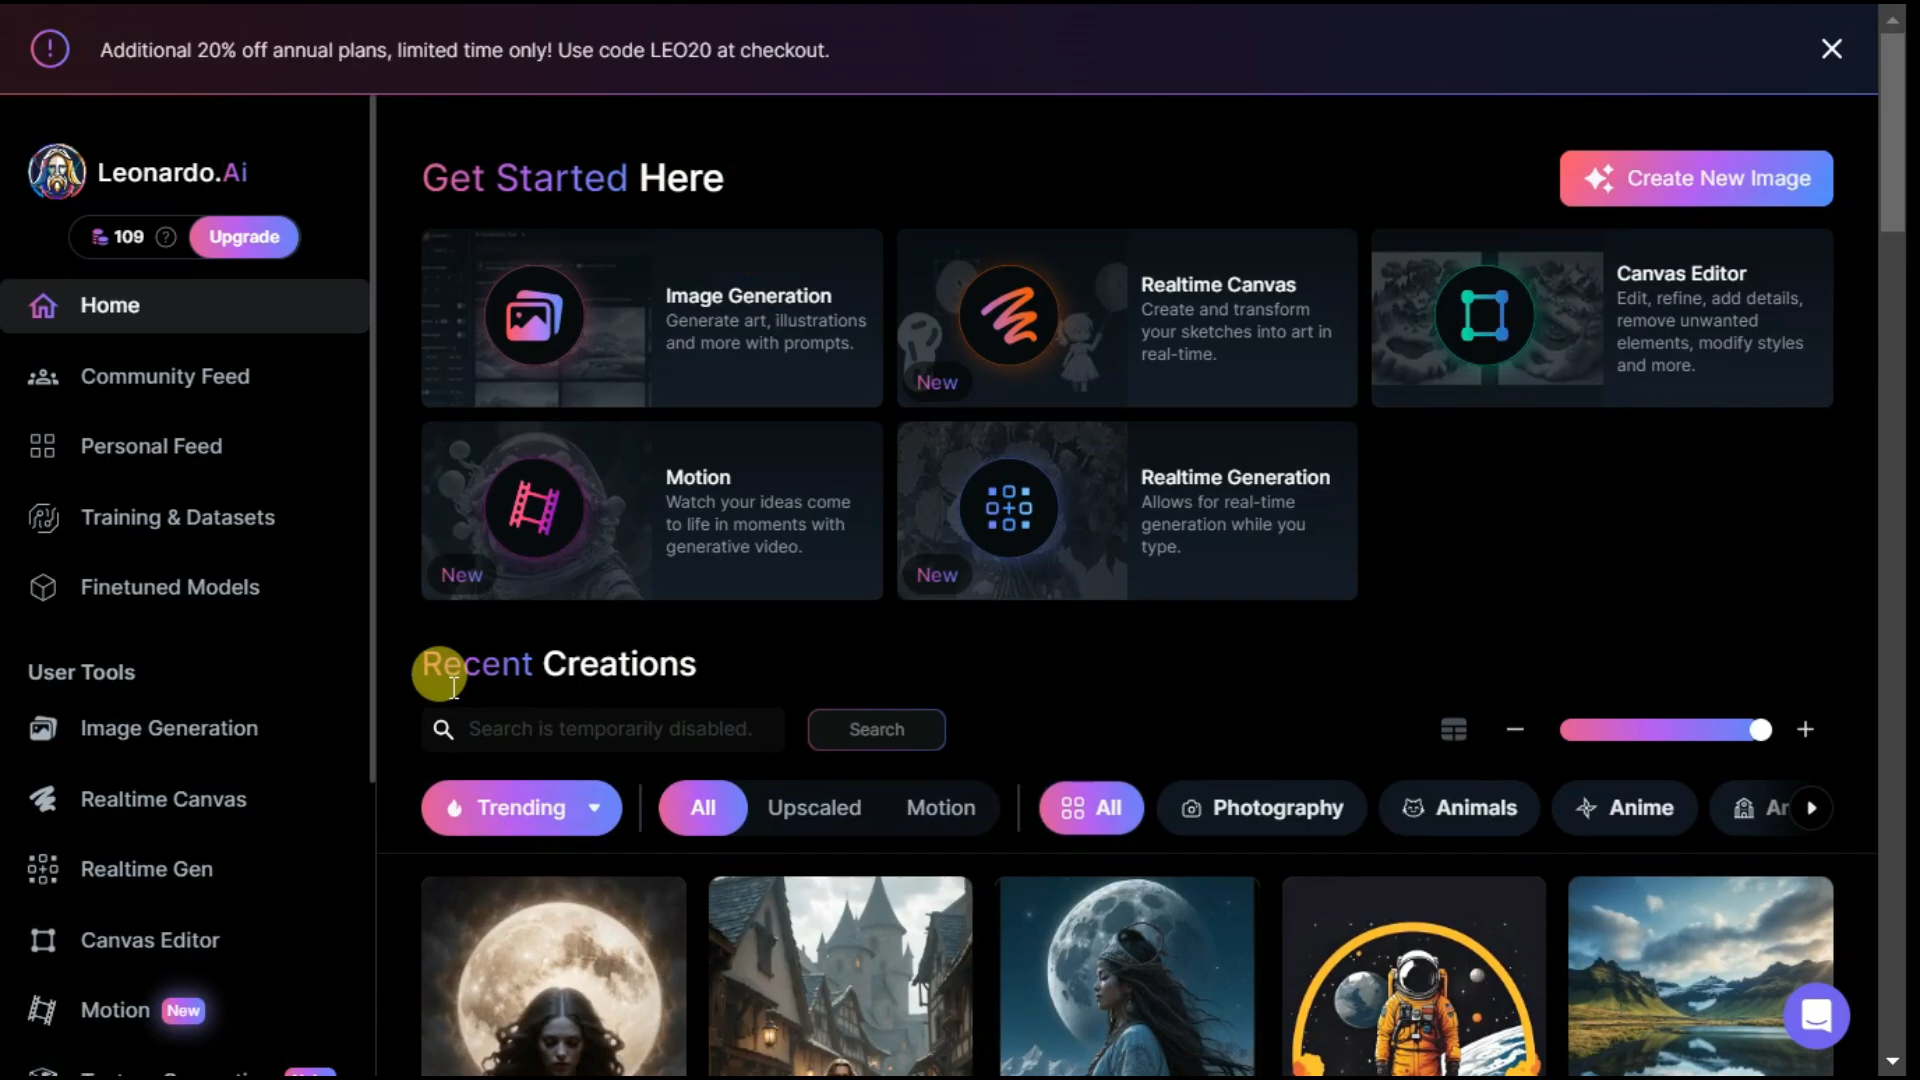 Additional 20% off annual plans, limited time only! Use code LEO20 at checkout.
Leonardo.Ai
109
Upgrade
Home
Community Feed
Personal Feed
Training & Datasets
Finetuned Models
User Tools
Image Generation
Realtime Canvas
Realtime Gen
Canvas Editor
Motion New
Get Started Here
Create New Image
Image Generation
Generate art, illustrations
and more with prompts.
New
Realtime Canvas
Create and transform
your sketches into art in
real-time.
Canvas Editor
Edit, refine, add details,
remove unwanted
elements, modify styles
and more.
New
Motion
Watch your ideas come
to life in moments with
generative video.
New
Realtime Generation
Allows for real-time
generation while you
type.
Recent Creations
Search is temporarily disabled.
Search
Trending
All
Upscaled
Motion
All
Photography
Animals
Anime